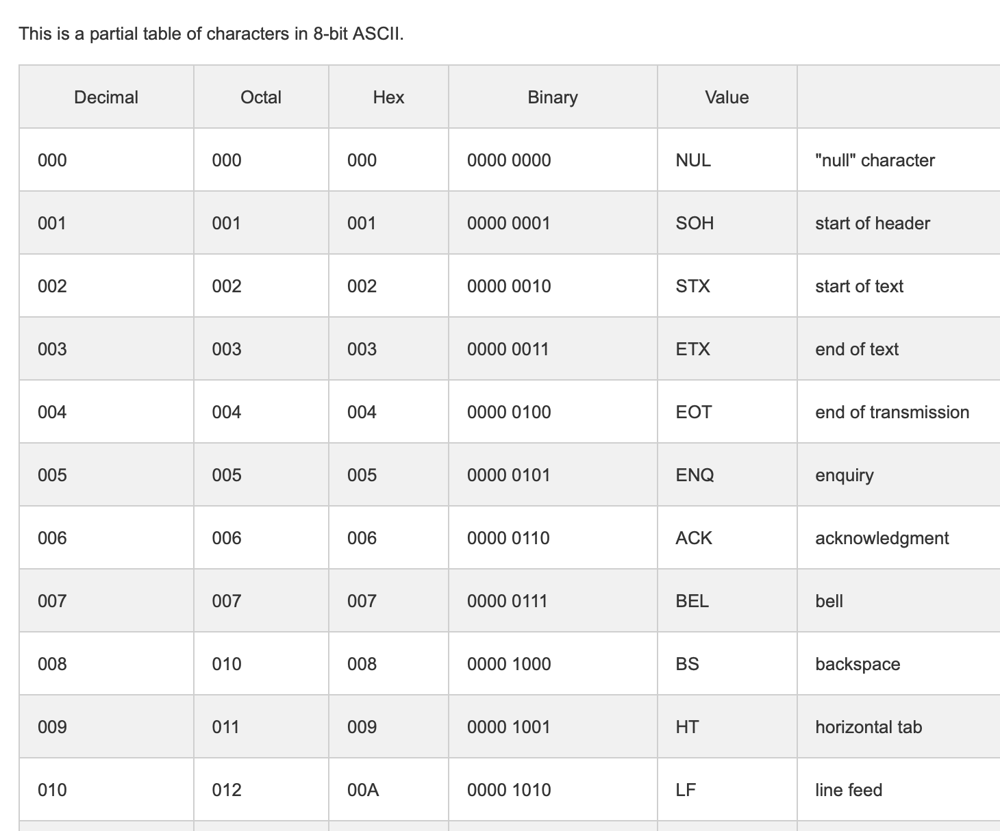 This is a partial table of characters in 8-bit ASCII.
Decimal Octal Hex Binary Value
000 000 000 0000 0000 NUL "null" character
001 001 001 0000 0001 SOH start of header
002 002 002 0000 0010 STX start of text
003 003 003 0000 0011 ETX end of text
004 004 004 0000 0100 EOT end of transmission
005 005 005 0000 0101 ENQ enquiry
006 006 006 0000 0110 ACK acknowledgment
007 007 007 0000 0111 BEL bell
008 010 008 0000 1000 BS backspace
009 011 009 0000 1001 HT horizontal tab
010 012 00A 0000 1010 LF line feed